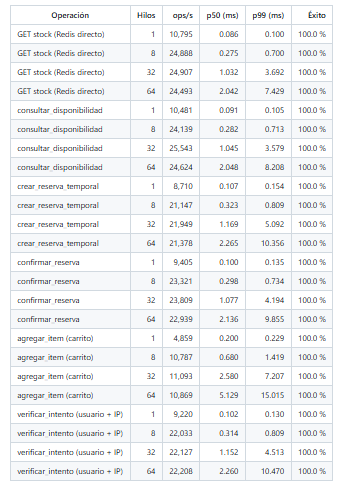 Operación Hilos ops/s p50 (ms) p99 (ms) Éxito
GET stock (Redis directo) 1 10,795 0.086 0.100 100.0 %
GET stock (Redis directo) 8 24,888 0.275 0.700 100.0 %
GET stock (Redis directo) 32 24,907 1.032 3.692 100.0 %
GET stock (Redis directo) 64 24,493 2.042 7.429 100.0 %
consultar_disponibilidad 1 10,481 0.091 0.105 100.0 %
consultar_disponibilidad 8 24,139 0.282 0.713 100.0 %
consultar_disponibilidad 32 25,543 1.045 3.579 100.0 %
consultar_disponibilidad 64 24,624 2.048 8.208 100.0 %
crear_reserva_temporal 1 8,710 0.107 0.154 100.0 %
crear_reserva_temporal 8 21,147 0.323 0.809 100.0 %
crear_reserva_temporal 32 21,949 1.169 5.092 100.0 %
crear_reserva_temporal 64 21,378 2.265 10.356 100.0 %
confirmar_reserva 1 9,405 0.100 0.135 100.0 %
confirmar_reserva 8 23,321 0.298 0.734 100.0 %
confirmar_reserva 32 23,809 1.077 4.194 100.0 %
confirmar_reserva 64 22,939 2.136 9.855 100.0 %
agregar_item (carrito) 1 4,859 0.200 0.229 100.0 %
agregar_item (carrito) 8 10,787 0.680 1.419 100.0 %
agregar_item (carrito) 32 11,093 2.580 7.207 100.0 %
agregar_item (carrito) 64 10,869 5.129 15.015 100.0 %
verificar_intento (usuario + IP) 1 9,220 0.102 0.130 100.0 %
verificar_intento (usuario + IP) 8 22,033 0.314 0.809 100.0 %
verificar_intento (usuario + IP) 32 22,127 1.152 4.513 100.0 %
verificar_intento (usuario + IP) 64 22,208 2.260 10.470 100.0 %